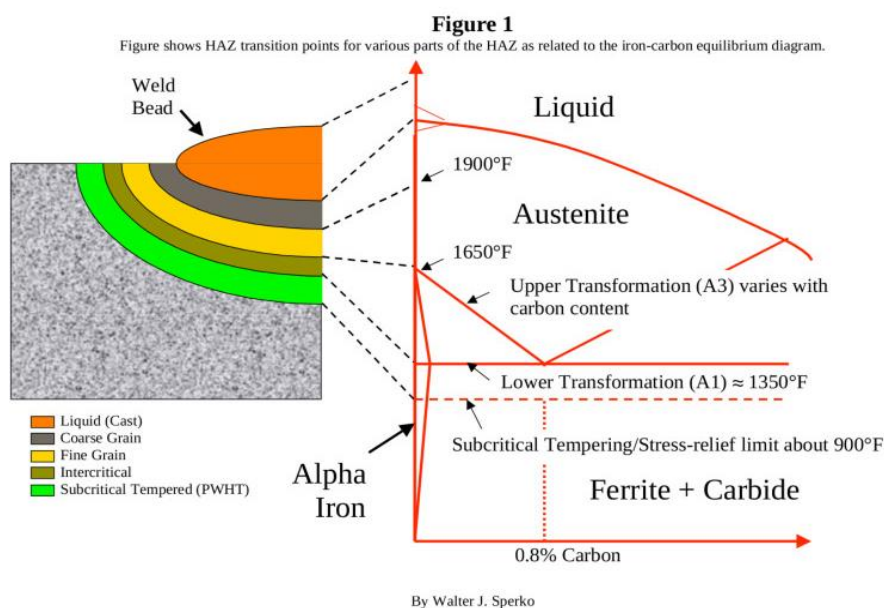 Figure 1
Figure shows HAZ transition points for various parts of the HAZ as related to the iron-carbon equilibrium diagram.
Weld
Bead
Liquid
1900°F
Austenite
1650°F
Upper Transformation (A3) varies with
carbon content
Lower Transformation (A1) ≈ 1350°F
Liquid (Cast)
Coarse Grain
Fine Grain
Intercritical
Subcritical Tempered (PWHT)
Subcritical Tempering/Stress-relief limit about 900°F
Alpha
Iron
Ferrite + Carbide
0.8% Carbon
By Walter J. Sperko